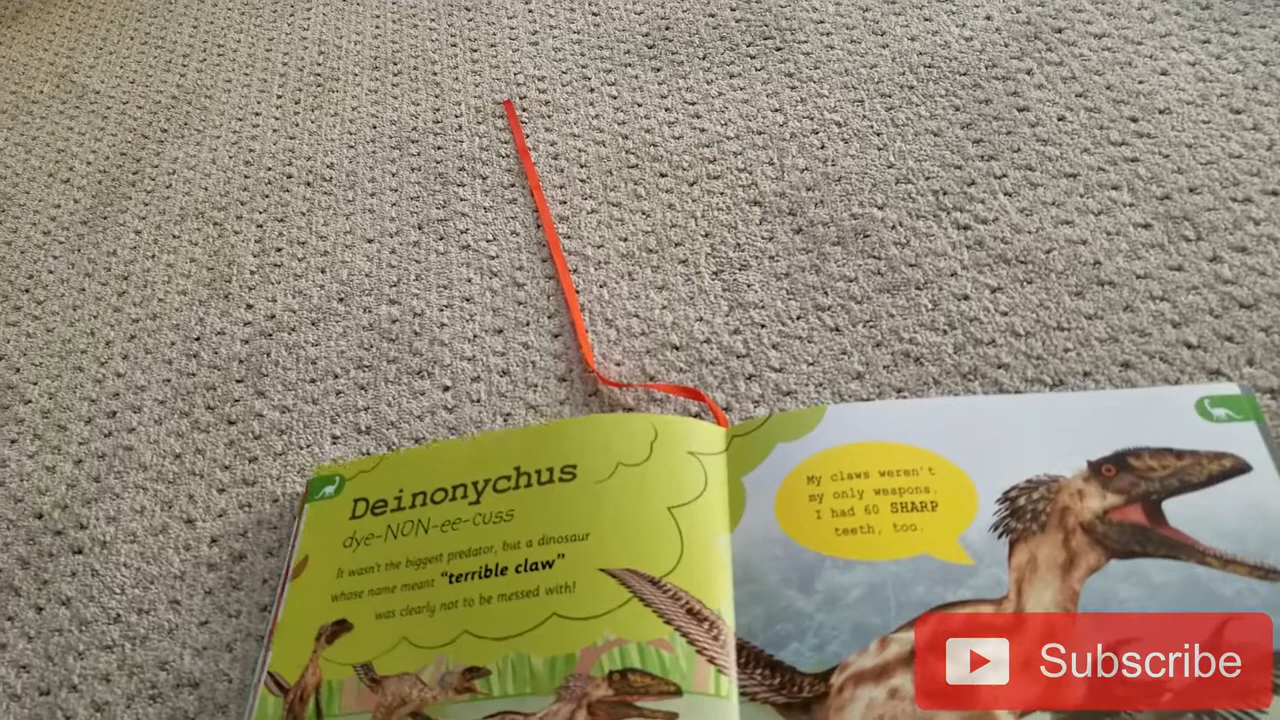 Deinonychus
dye-NON-ee-cuss
It wasn't the biggest predator, but a dinosaur
whose name meant "terrible claw"
was clearly not to be messed with!
My claws weren't
my only weapons.
I had 60 SHARP
teeth, too.
Subscribe